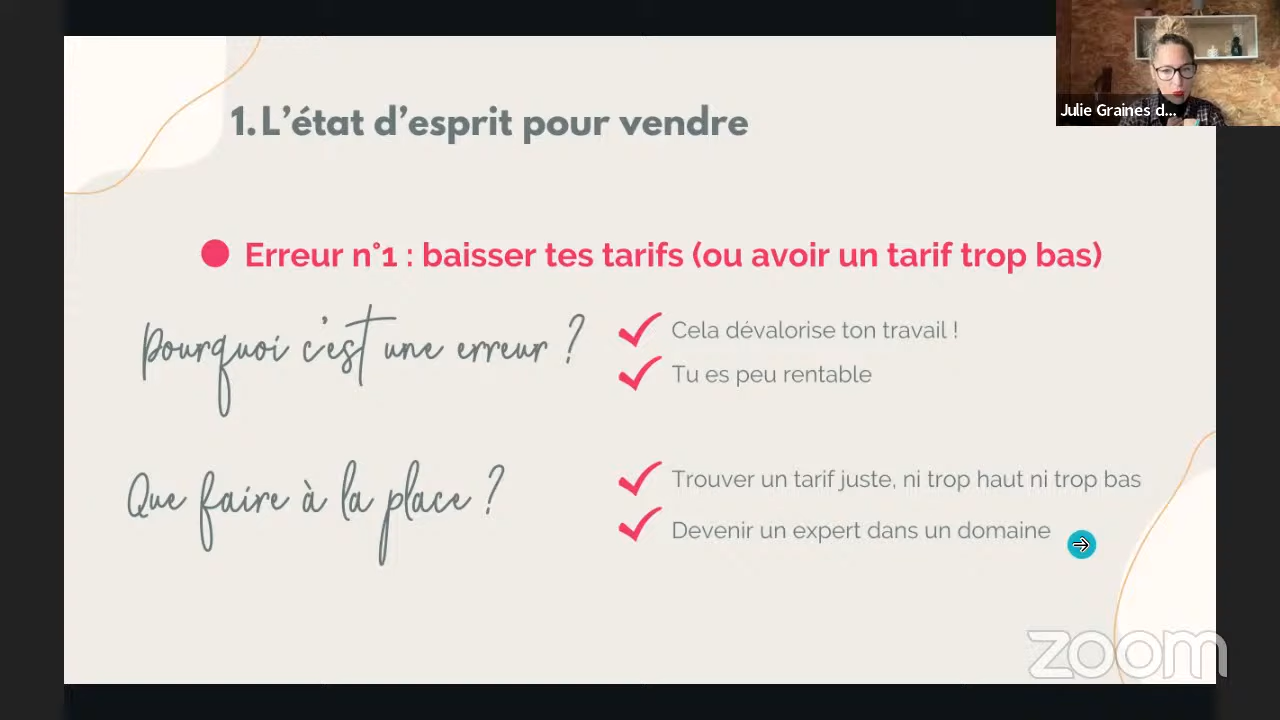 1. L'état d'esprit pour vendre
Julie Graines d...
Erreur n°1 : baisser tes tarifs (ou avoir un tarif trop bas)
Pourquoi c'est une erreur ?
Cela dévalorise ton travail !
Tu es peu rentable
Que faire à la place ?
Trouver un tarif juste, ni trop haut ni trop bas
Devenir un expert dans un domaine
zoom